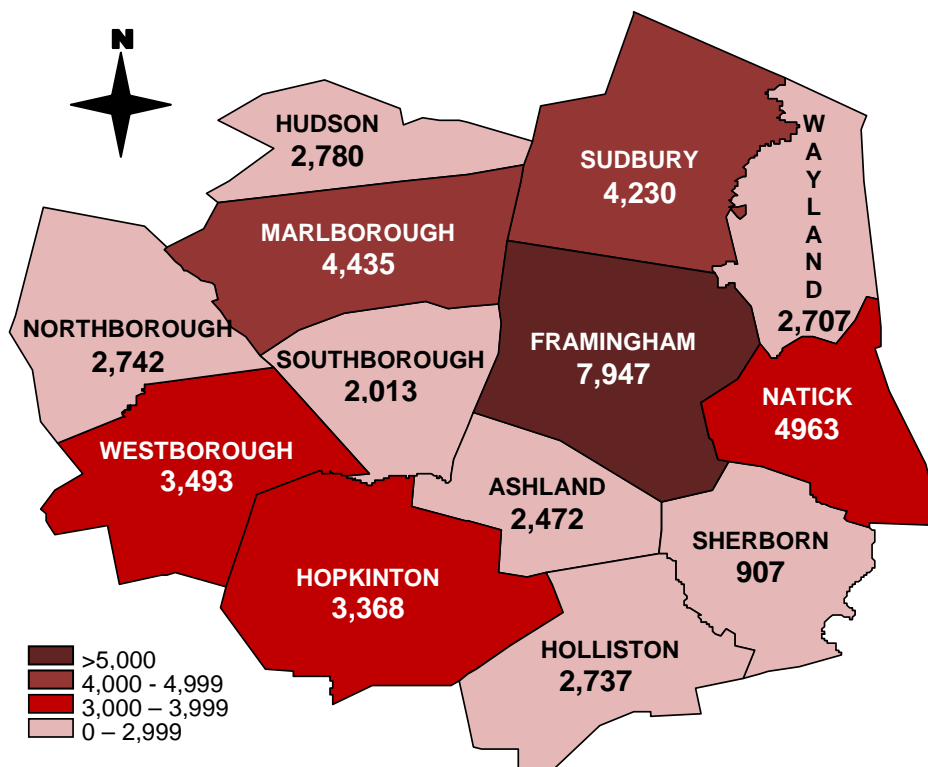 N
HUDSON
2,780
SUDBURY
4,230
WAYLAND
2,707
MARLBOROUGH
4,435
NORTHBOROUGH
2,742
SOUTHBOROUGH
2,013
FRAMINGHAM
7,947
NATICK
4963
WESTBOROUGH
3,493
ASHLAND
2,472
SHERBORN
907
HOPKINTON
3,368
HOLLISTON
2,737
>5,000
4,000 - 4,999
3,000 – 3,999
0 – 2,999